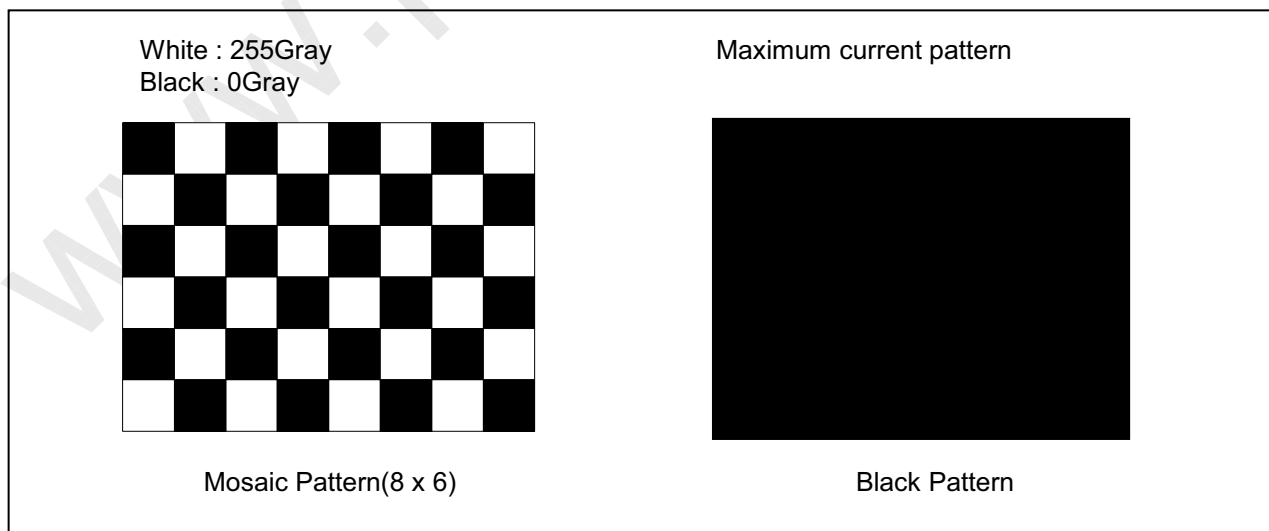 White : 255Gray
Black : 0Gray
Maximum current pattern
Mosaic Pattern(8 x 6)
Black Pattern